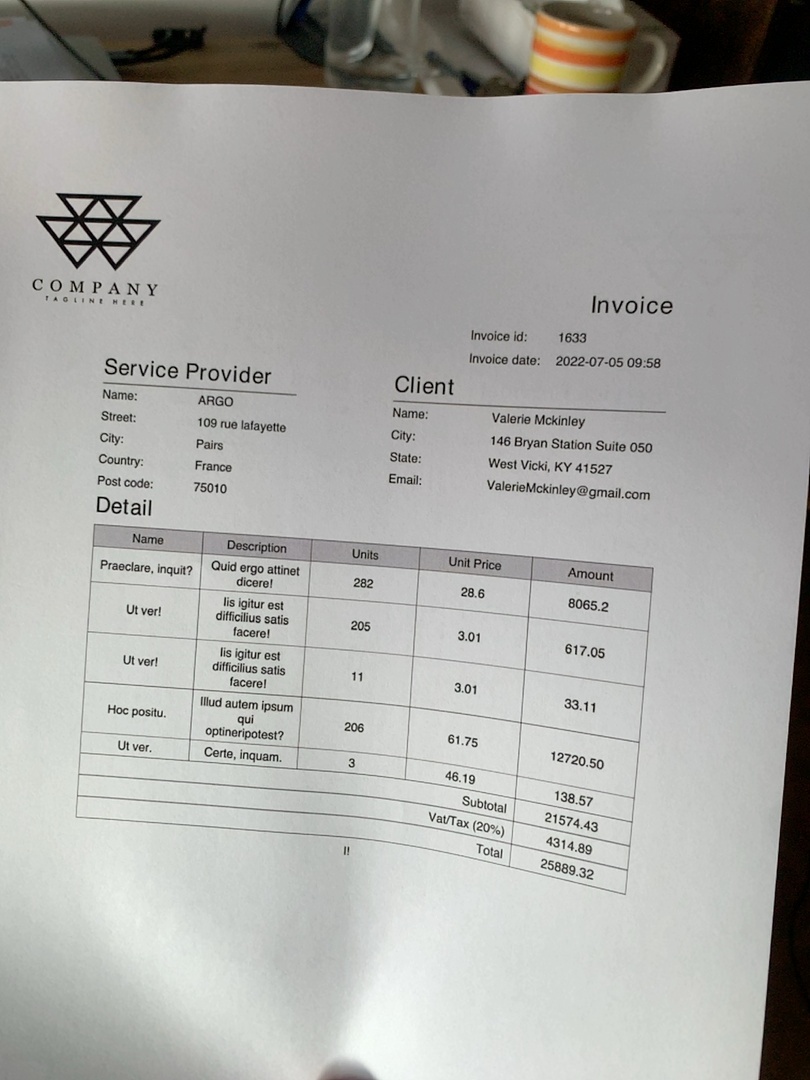 COMPANY
TAGLINE HERE
Invoice
Invoice id: 1633
Invoice date: 2022-07-05 09:58
Service Provider
Name: ARGO
Street: 109 rue lafayette
City: Pairs
Country: France
Post code: 75010
Client
Name: Valerie Mckinley
City: 146 Bryan Station Suite 050
State: West Vicki, KY 41527
Email: ValerieMckinley@gmail.com
Detail
Name Description Units Unit Price Amount
Praeclare, inquit? Quid ergo attinet 282 28.6 8065.2
dicere!
Ut ver! Iis igitur est 205 3.01 617.05
difficilius satis
facere!
Ut ver! Iis igitur est 11 3.01 33.11
difficilius satis
facere!
Hoc positu. Illud autem ipsum 206 61.75 12720.50
qui
optineripotest?
Ut ver. Certe, inquam. 3 46.19 138.57
Subtotal 21574.43
Vat/Tax (20%) 4314.89
Total 25889.32
I!